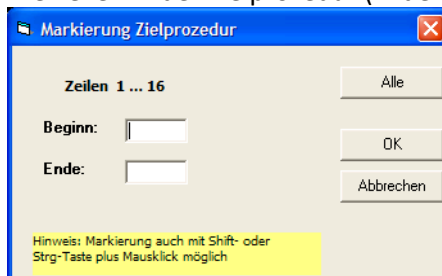 Markierung Zielprozedur
Zeilen 1 ... 16
Alle
Beginn:
OK
Ende:
Abbrechen
Hinweis: Markierung auch mit Shift- oder
Strg-Taste plus Mausklick möglich